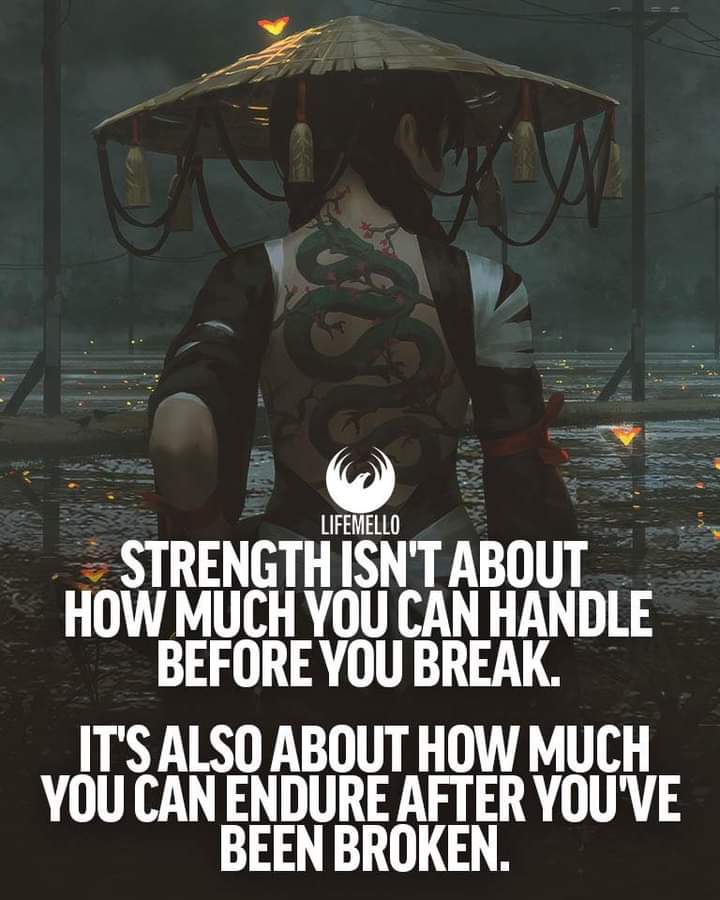 LIFEMELLO
STRENGTH ISN'T ABOUT
HOW MUCH YOU CAN HANDLE
BEFORE YOU BREAK.
IT'S ALSO ABOUT HOW MUCH
YOU CAN ENDURE AFTER YOU'VE
BEEN BROKEN.